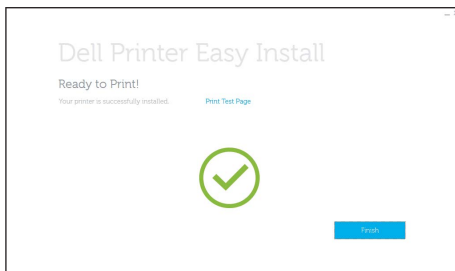 Dell Printer Easy Install
Ready to Print!
Your printer is successfully installed. Print Test Page
Finish